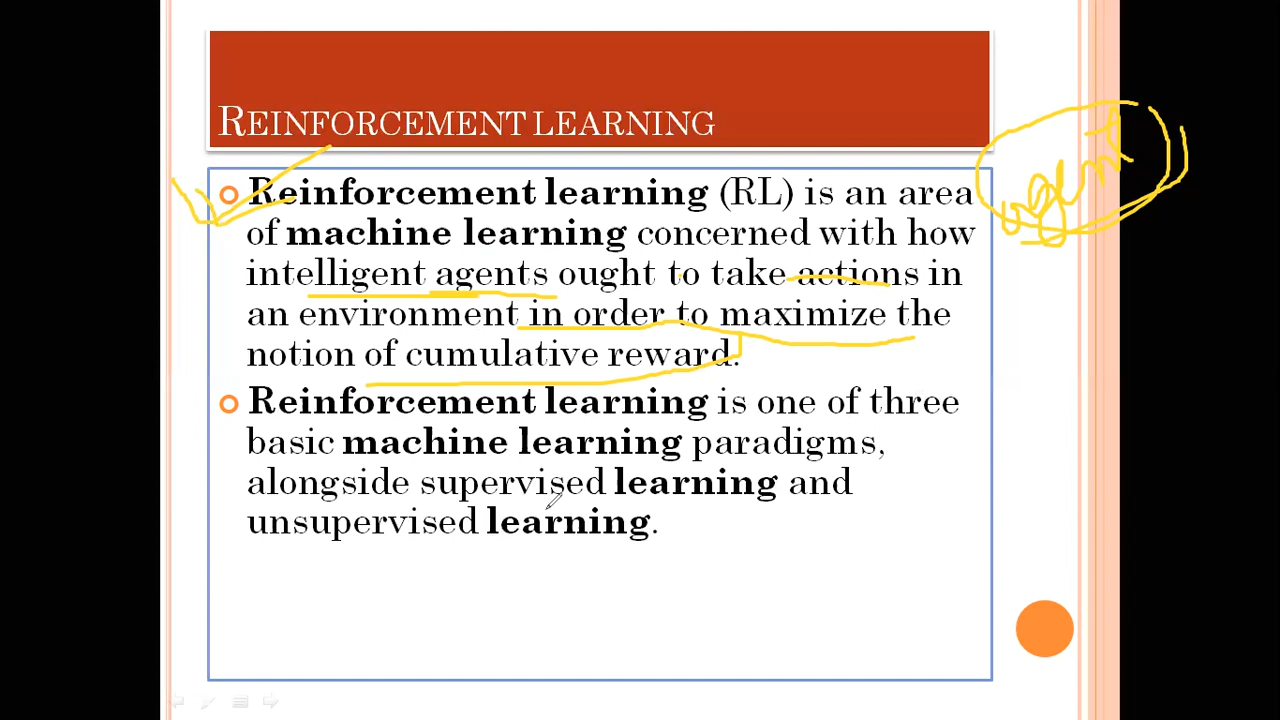 REINFORCEMENT LEARNING
Reinforcement learning (RL) is an area
of machine learning concerned with how
intelligent agents ought to take actions in
an environment in order to maximize the
notion of cumulative reward.
Reinforcement learning is one of three
basic machine learning paradigms,
alongside supervised learning and
unsupervised learning.
agent